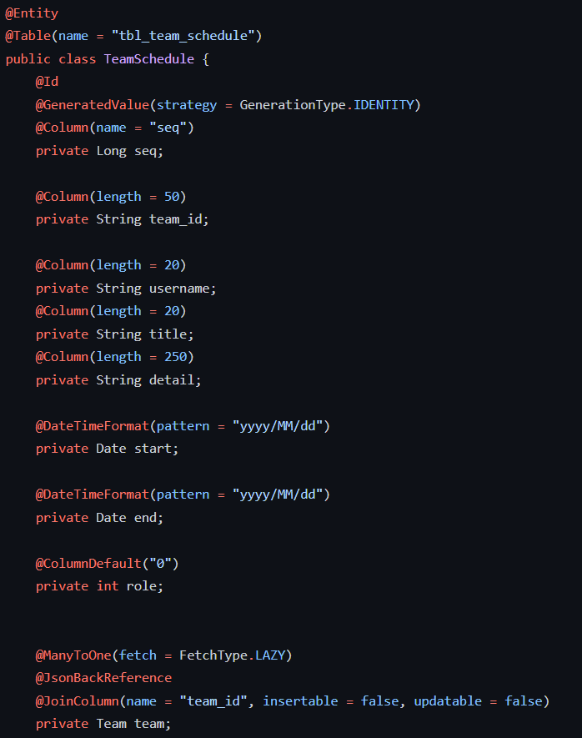 @Entity
@Table(name = "tbl_team_schedule")
public class TeamSchedule {
    @Id
    @GeneratedValue(strategy = GenerationType.IDENTITY)
    @Column(name = "seq")
    private Long seq;

    @Column(length = 50)
    private String team_id;

    @Column(length = 20)
    private String username;
    @Column(length = 20)
    private String title;
    @Column(length = 250)
    private String detail;

    @DateTimeFormat(pattern = "yyyy/MM/dd")
    private Date start;

    @DateTimeFormat(pattern = "yyyy/MM/dd")
    private Date end;

    @ColumnDefault("0")
    private int role;

    @ManyToOne(fetch = FetchType.LAZY)
    @JsonBackReference
    @JoinColumn(name = "team_id", insertable = false, updatable = false)
    private Team team;